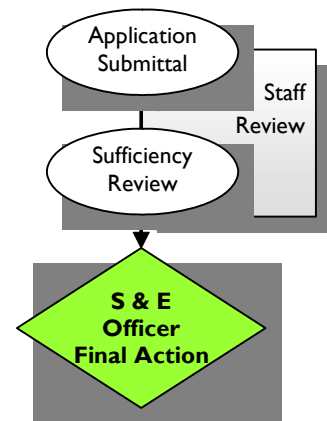 Application
Submittal
Staff
Review
Sufficiency
Review
S & E
Officer
Final Action